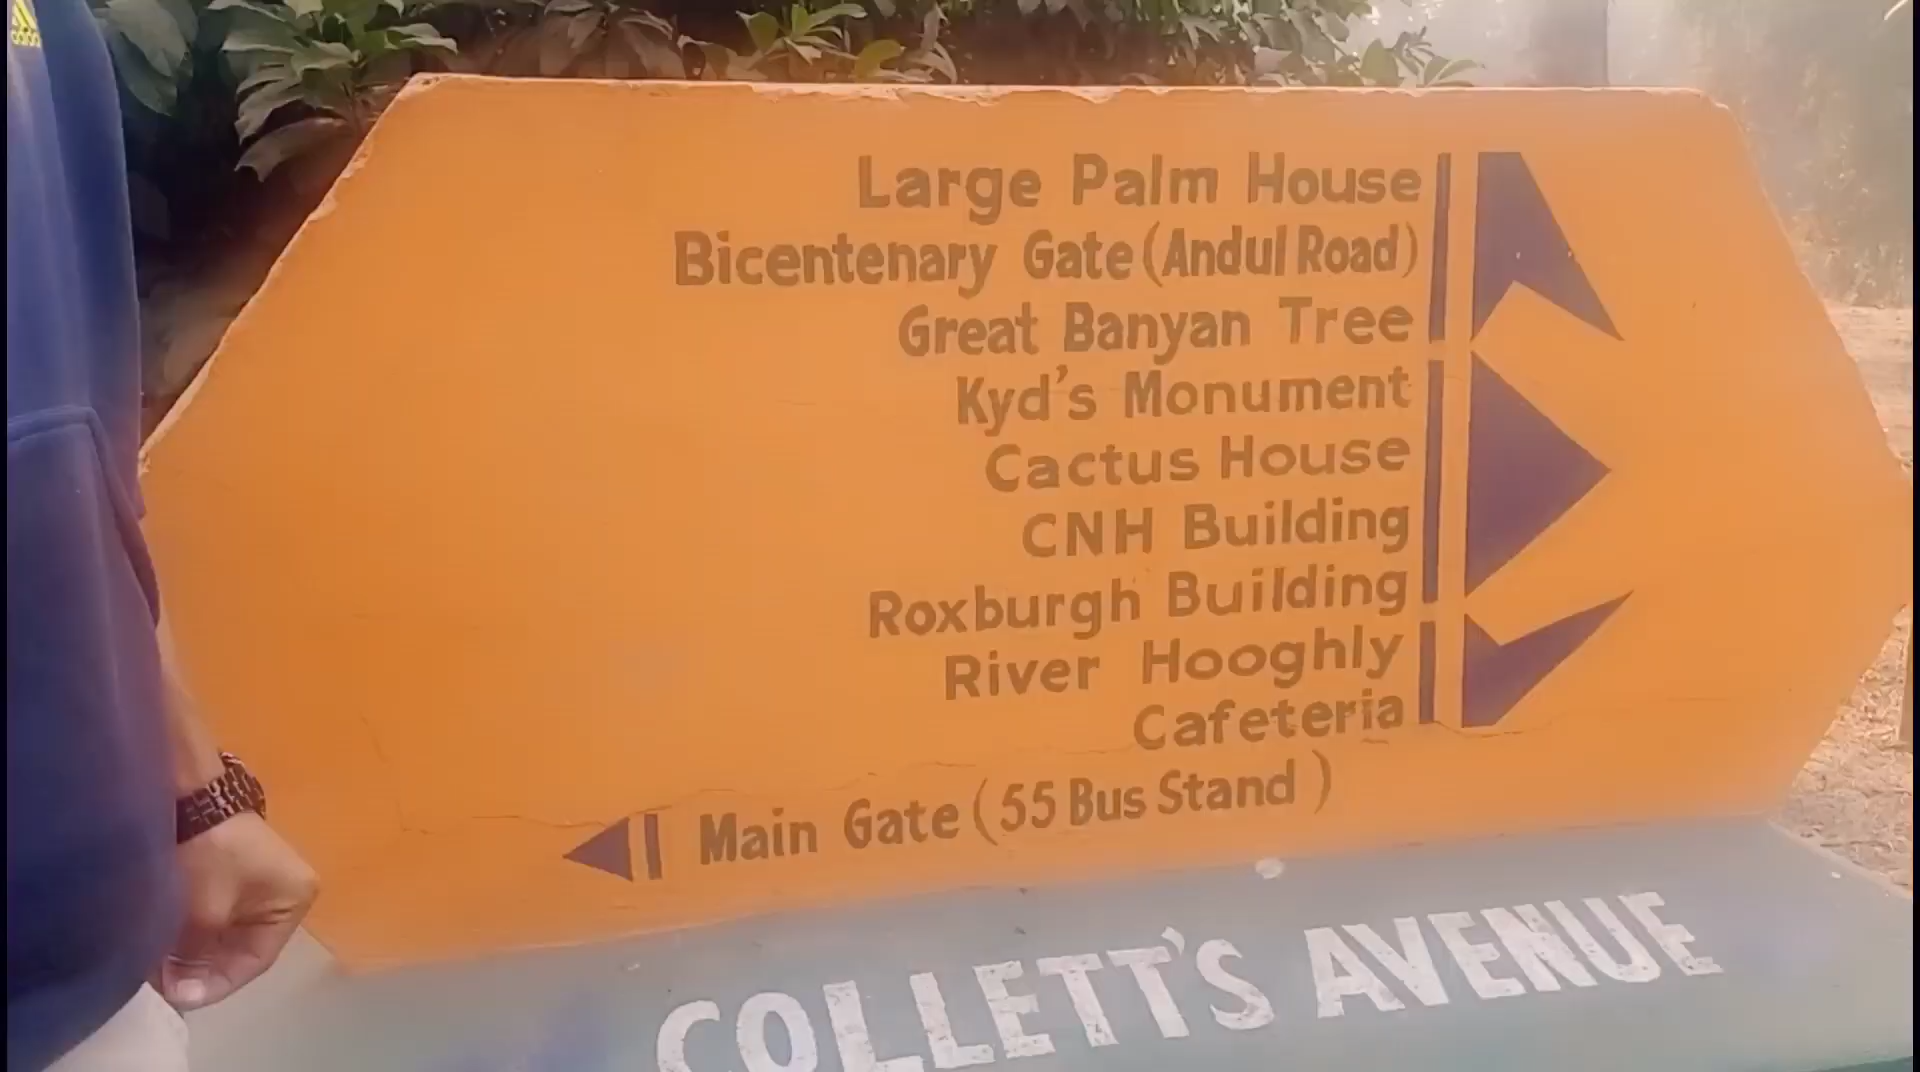 adidas
Large Palm House
Bicentenary Gate (Andul Road)
Great Banyan Tree
Kyd's Monument
Cactus House
CNH Building
Roxburgh Building
River Hooghly
Cafeteria
Main Gate (55 Bus Stand)
COLLETT'S AVENUE